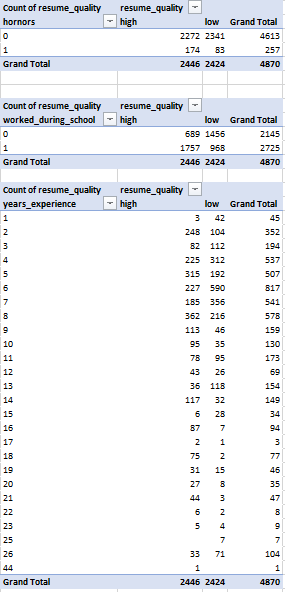 Count of resume_quality resume_quality
hornors high low Grand Total
0 2272 2341 4613
1 174 83 257
Grand Total 2446 2424 4870
Count of resume_quality resume_quality
worked_during_school high low Grand Total
0 689 1456 2145
1 1757 968 2725
Grand Total 2446 2424 4870
Count of resume_quality resume_quality
years_experience high low Grand Total
1 3 42 45
2 248 104 352
3 82 112 194
4 225 312 537
5 315 192 507
6 227 590 817
7 185 356 541
8 362 216 578
9 113 46 159
10 95 35 130
11 78 95 173
12 43 26 69
13 36 118 154
14 117 32 149
15 6 28 34
16 87 7 94
17 2 1 3
18 75 2 77
19 31 15 46
20 27 8 35
21 44 3 47
22 6 2 8
23 5 4 9
25 7 7
26 33 71 104
44 1 1
Grand Total 2446 2424 4870